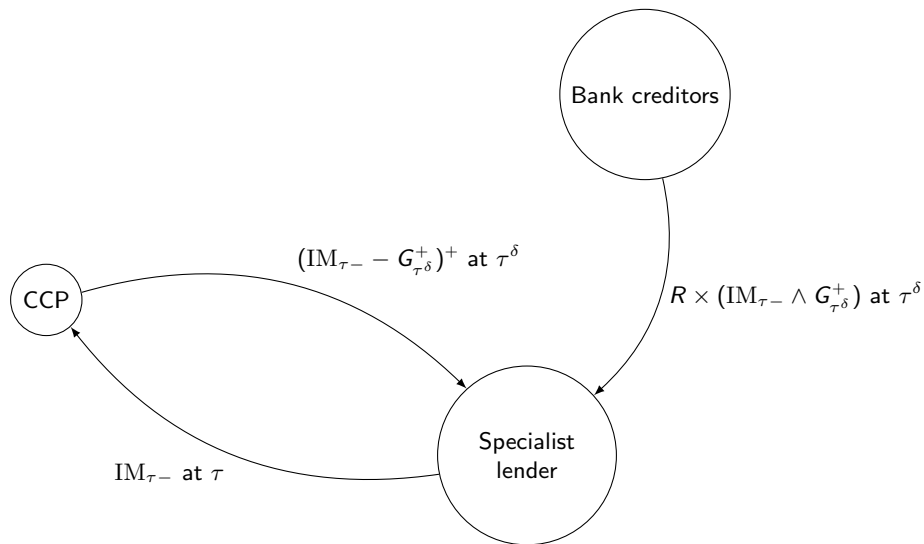 Bank creditors
(IM_{τ−} − G^+_{τ^δ})^+ at τ^δ
CCP
R × (IM_{τ−} ∧ G^+_{τ^δ}) at τ^δ
Specialist
lender
IM_{τ−} at τ